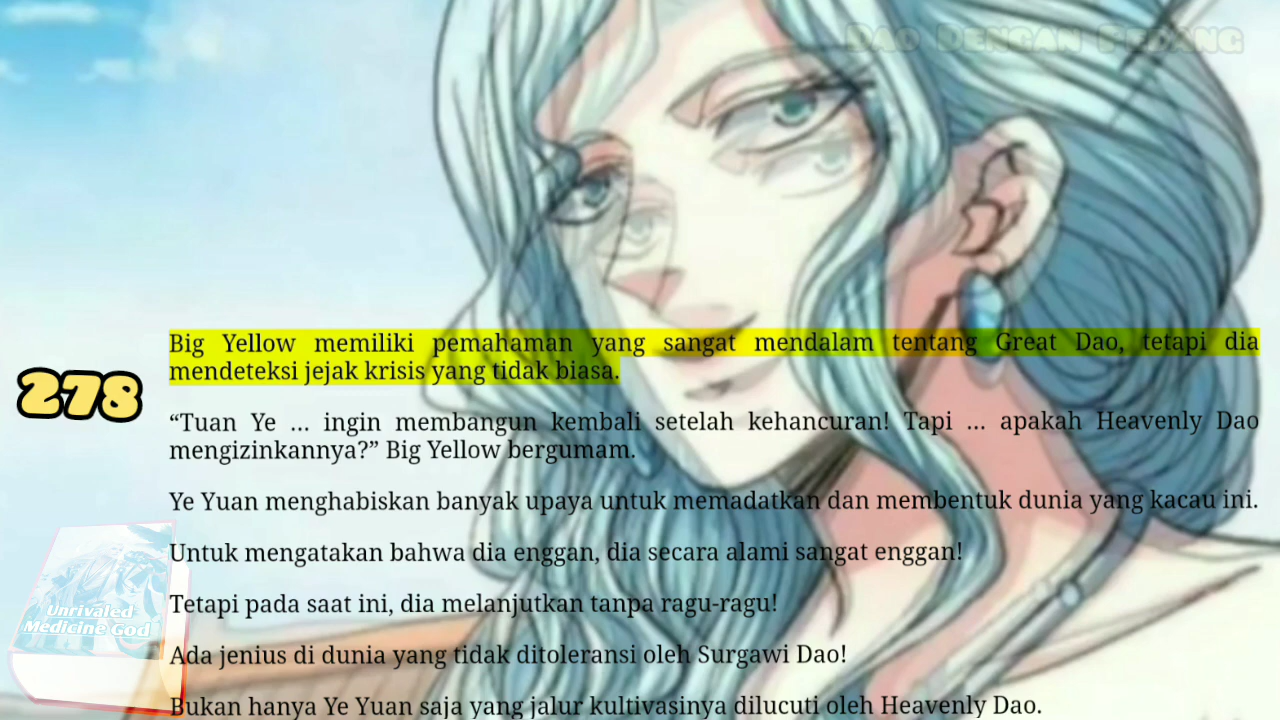 DAO DENGAN PEDANG
Big Yellow memiliki pemahaman yang sangat mendalam tentang Great Dao, tetapi dia
mendeteksi jejak krisis yang tidak biasa.
278
“Tuan Ye … ingin membangun kembali setelah kehancuran! Tapi … apakah Heavenly Dao
mengizinkannya?” Big Yellow bergumam.
Ye Yuan menghabiskan banyak upaya untuk memadatkan dan membentuk dunia yang kacau ini.
Untuk mengatakan bahwa dia enggan, dia secara alami sangat enggan!
Tetapi pada saat ini, dia melanjutkan tanpa ragu-ragu!
Unrivaled
Medicine God
Ada jenius di dunia yang tidak ditoleransi oleh Surgawi Dao!
Bukan hanya Ye Yuan saja yang jalur kultivasinya dilucuti oleh Heavenly Dao.